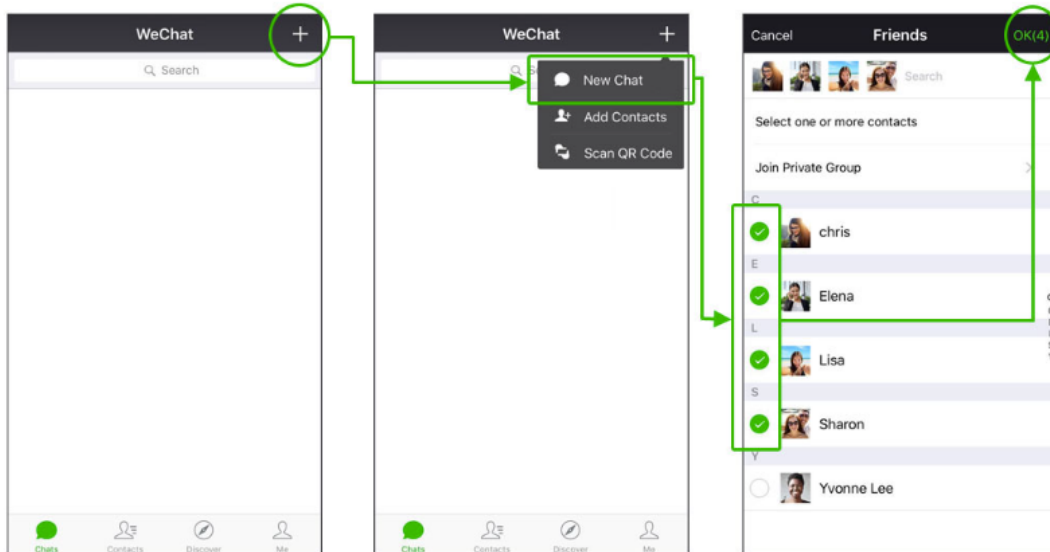 WeChat
Search
Chats
Contacts
Discover
Me
WeChat
New Chat
Add Contacts
Scan QR Code
Chats
Contacts
Discover
Me
Cancel
Friends
OK(4)
Search
Select one or more contacts
Join Private Group
C
chris
E
Elena
L
Lisa
S
Sharon
Y
Yvonne Lee